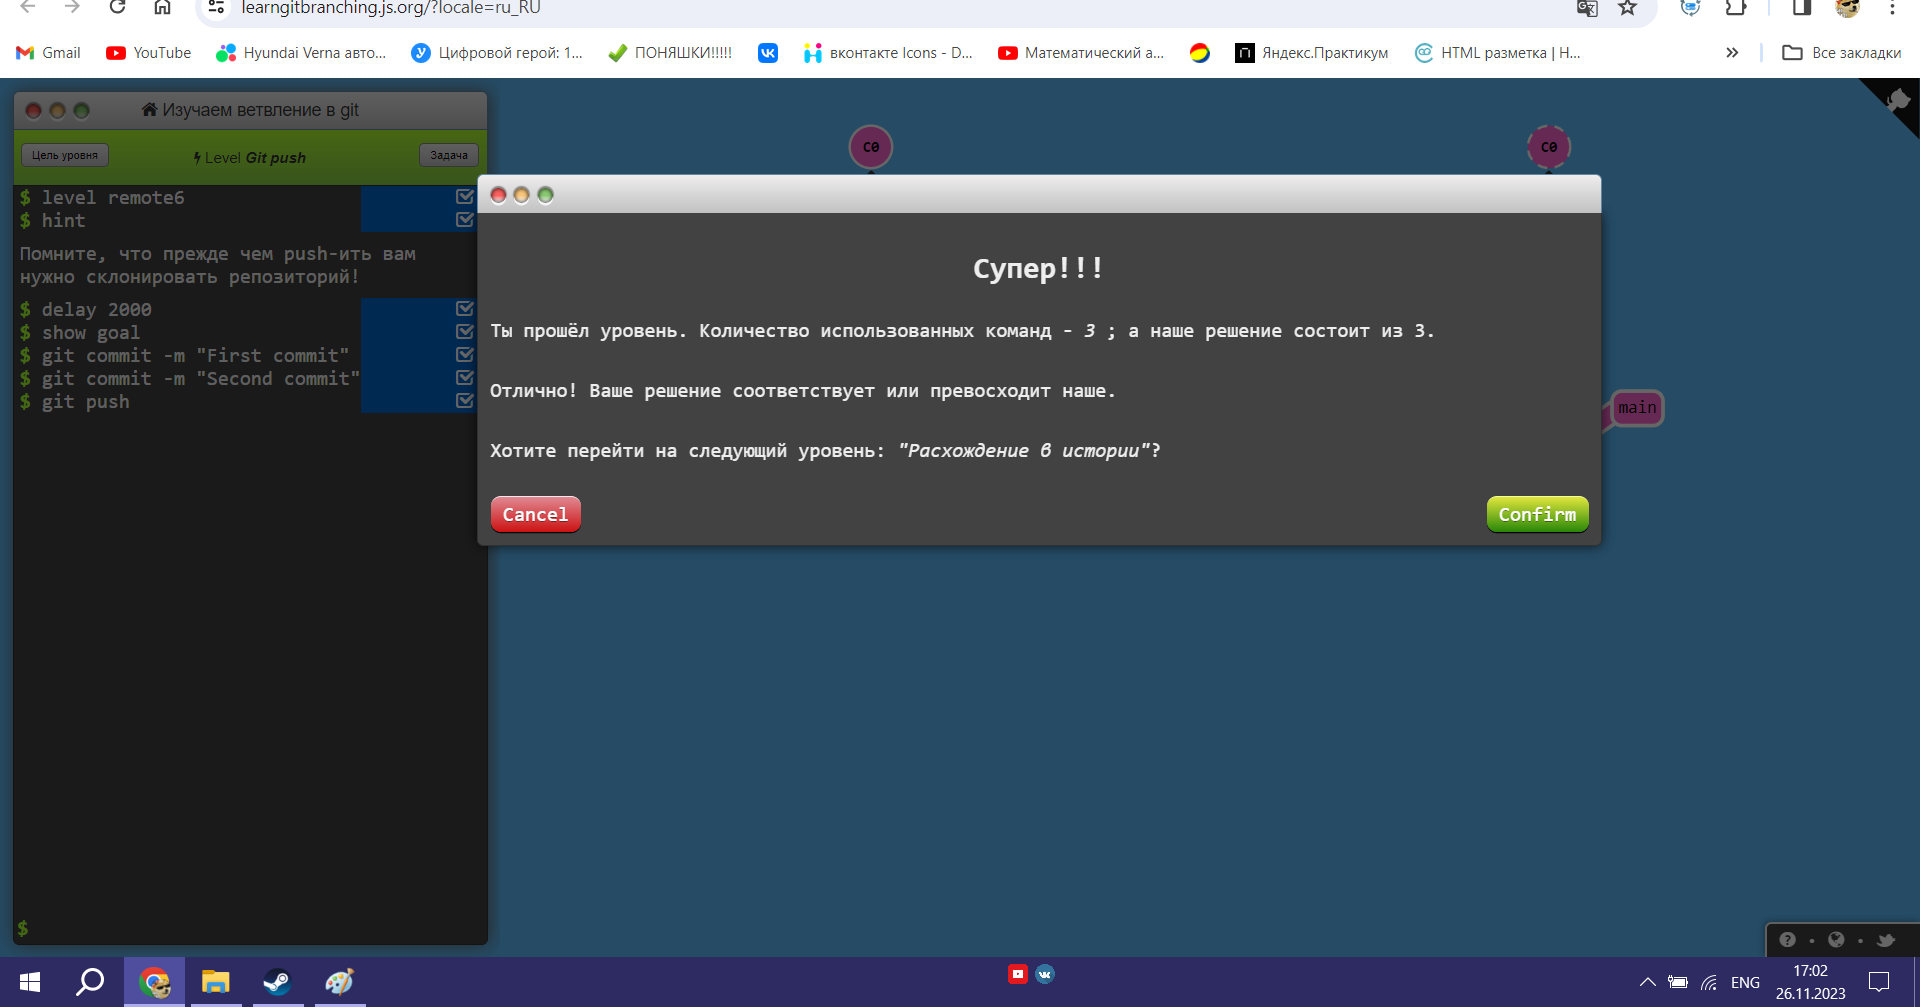 learngitbranching.js.org/?locale=ru_RU
Gmail
YouTube
Hyundai Verna авто...
Цифровой герой: 1...
ПОНЯШКИ!!!!!
вконтакте Icons - D...
Математический а...
Яндекс.Практикум
HTML разметка | H...
»
Все закладки
Изучаем ветвление в git
Цель уровня
Level Git push
Задача
$ level remote6
$ hint
Помните, что прежде чем push-ить вам
нужно склонировать репозиторий!
$ delay 2000
$ show goal
$ git commit -m "First commit"
$ git commit -m "Second commit"
$ git push
$
C0
C0
Супер!!!
Ты прошёл уровень. Количество использованных команд - 3 ; а наше решение состоит из 3.
Отлично! Ваше решение соответствует или превосходит наше.
Хотите перейти на следующий уровень: "Расхождение в истории"?
Cancel
Confirm
main
ENG
17:02
26.11.2023